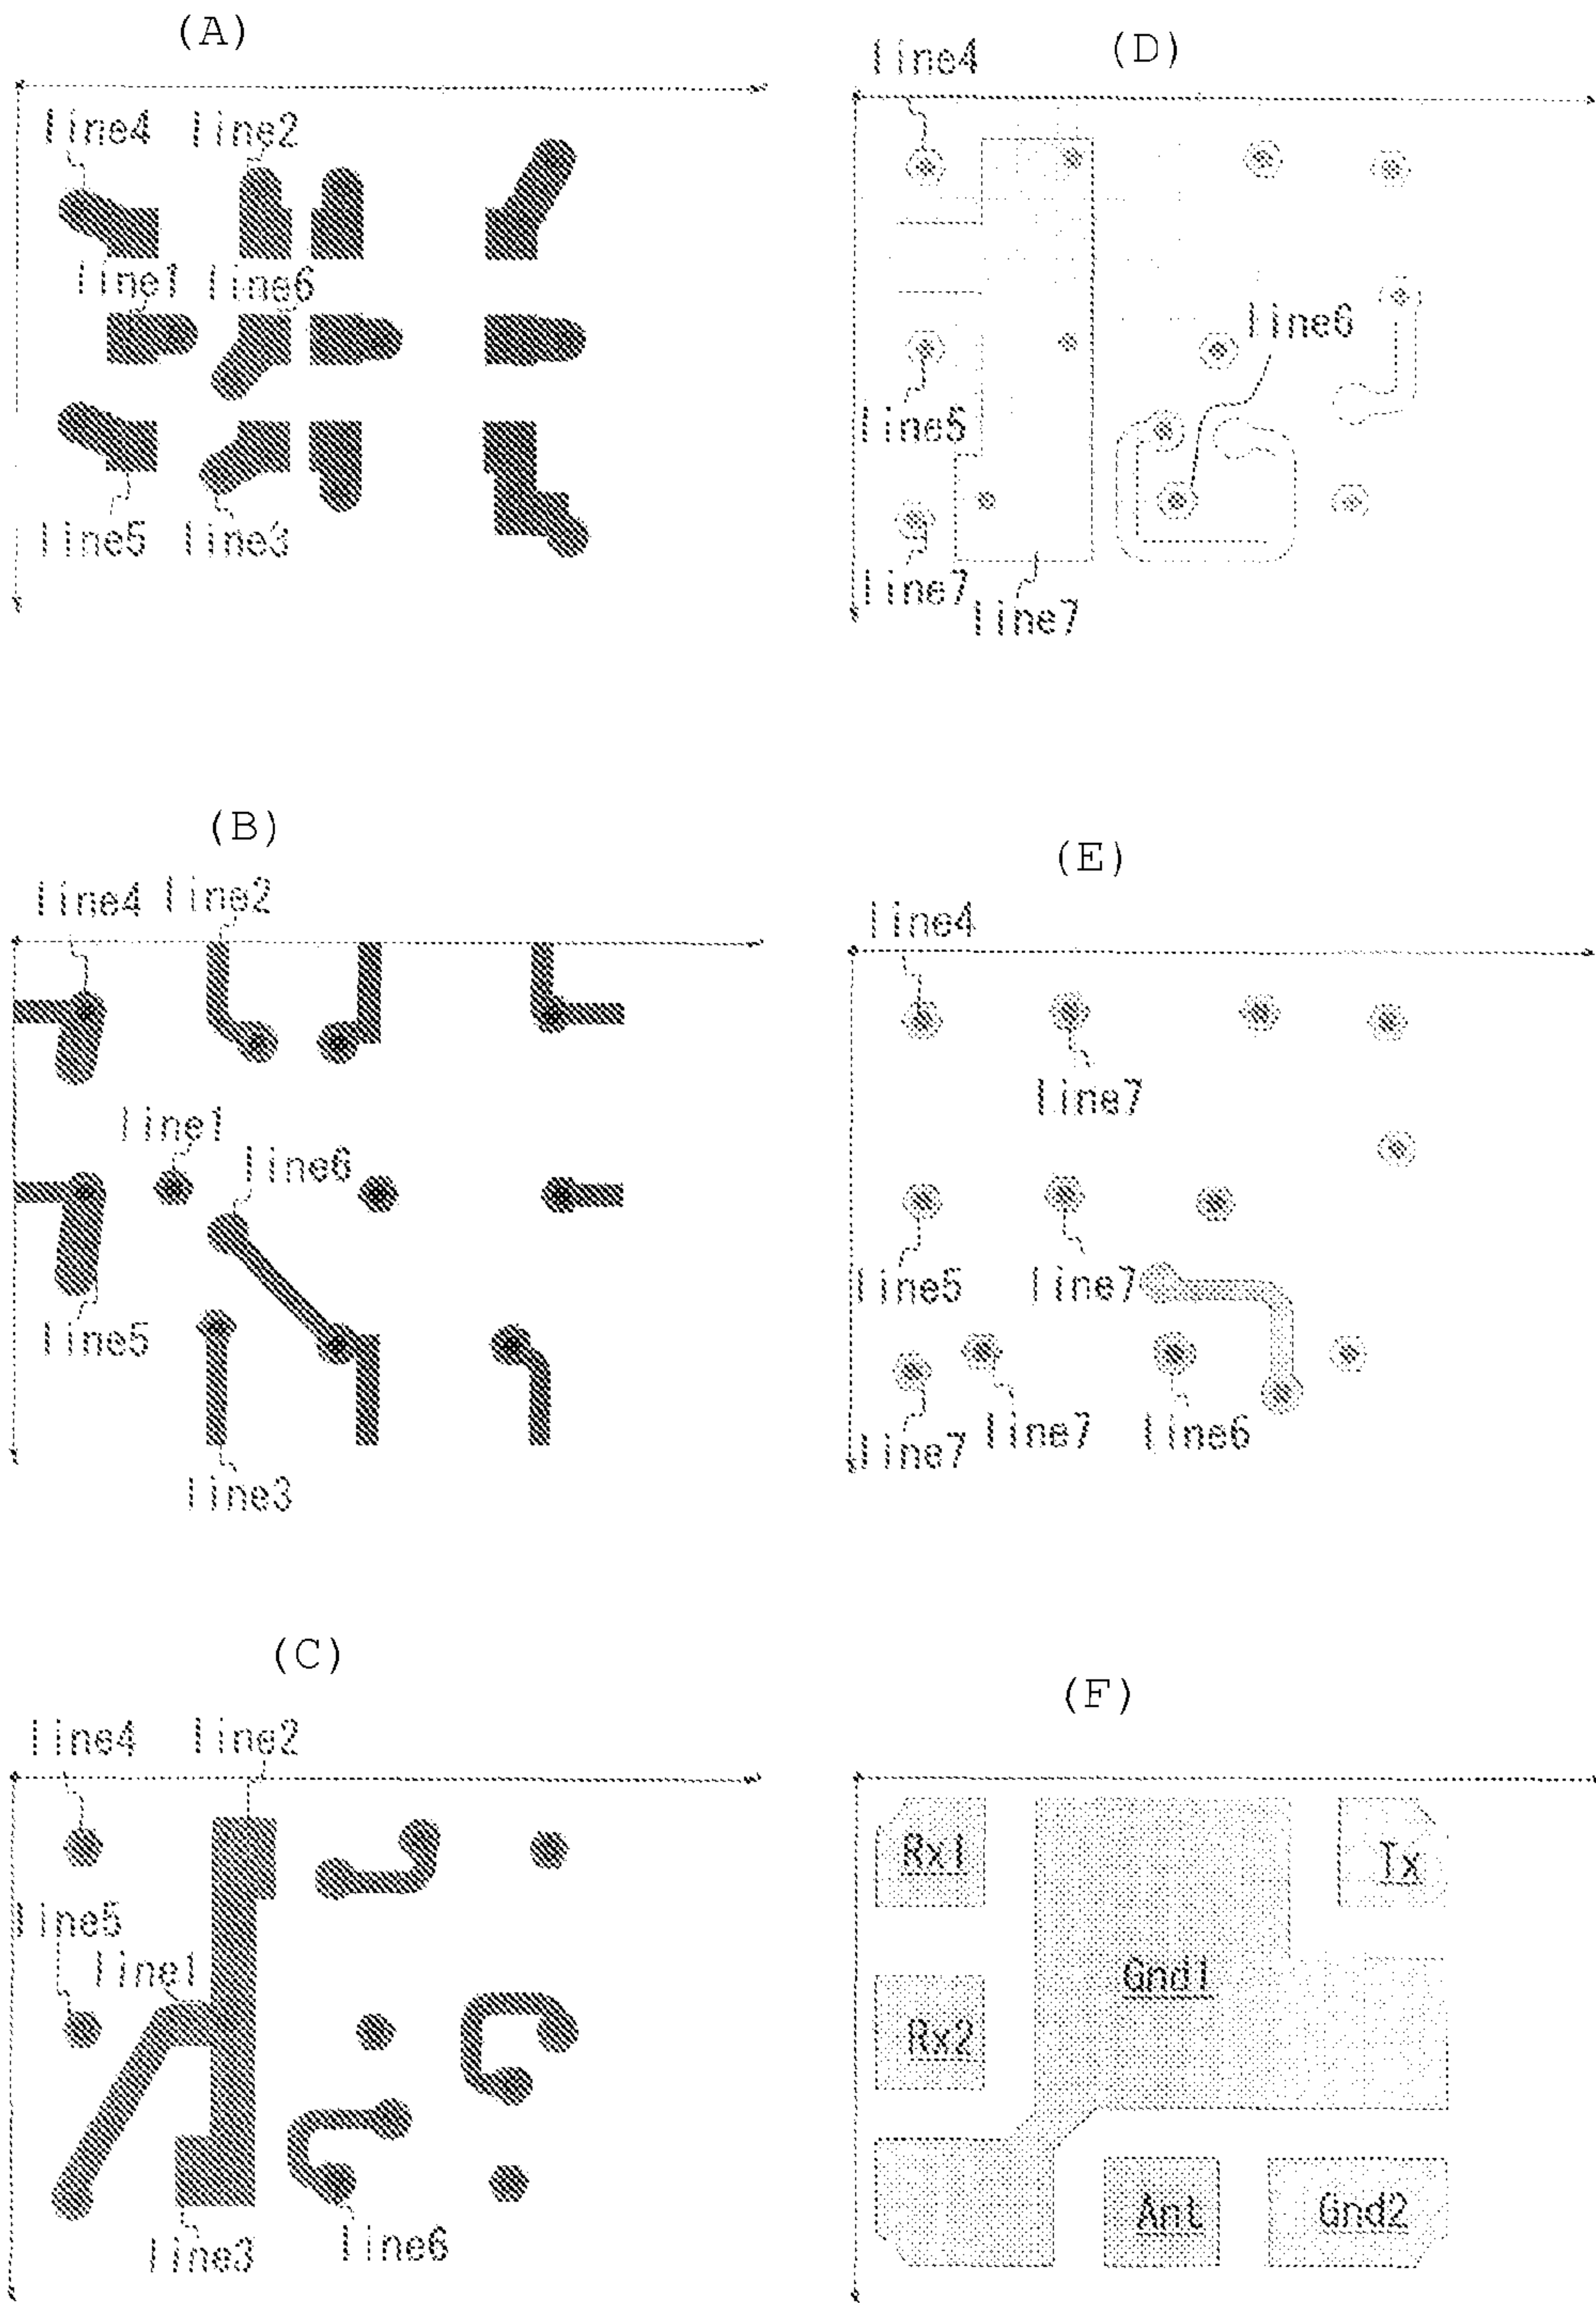 (A)
line4 line2
line1 line6
line5 line3
(D)
line4
line6
line5
line7
line7
(B)
line4 line2
line1
line6
line5
line3
(E)
line4
line7
line5 line7
line7 line7 line6
(C)
line4 line2
line5
line1
line3 line6
(F)
Rx1
Tx
Gnd1
Rx2
Ant
Gnd2